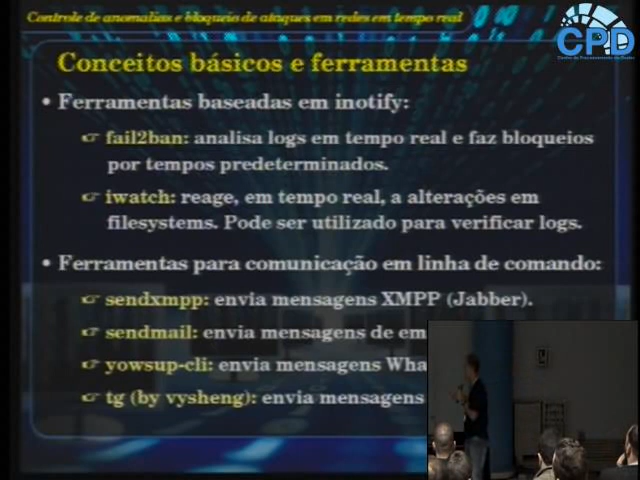 Controle de anomalias e bloqueio de ataques em redes em tempo real
CPD
Conceitos básicos e ferramentas
• Ferramentas baseadas em inotify:
☞ fail2ban: analisa logs em tempo real e faz bloqueios
por tempos predeterminados.
☞ iwatch: reage, em tempo real, a alterações em
filesystems. Pode ser utilizado para verificar logs.
• Ferramentas para comunicação em linha de comando:
☞ sendxmpp: envia mensagens XMPP (Jabber).
☞ sendmail: envia mensagens de em
☞ yowsup-cli: envia mensagens Wha
☞ tg (by vysheng): envia mensagens